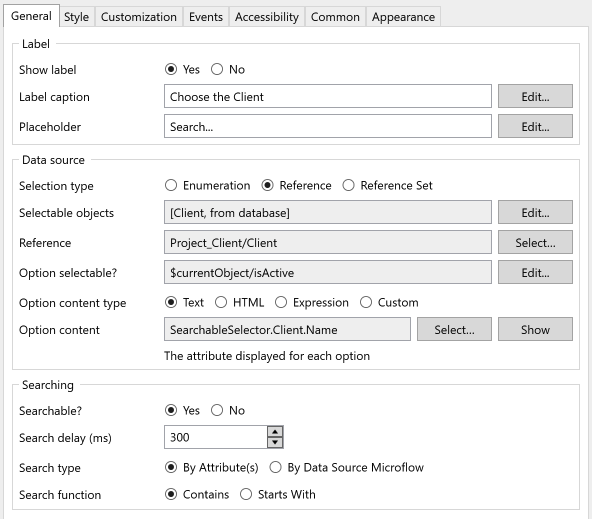 General Style Customization Events Accessibility Common Appearance
Label
Show label Yes No
Label caption Choose the Client Edit...
Placeholder Search... Edit...
Data source
Selection type Enumeration Reference Reference Set
Selectable objects [Client, from database] Edit...
Reference Project_Client/Client Select...
Option selectable? $currentObject/isActive Edit...
Option content type Text HTML Expression Custom
Option content SearchableSelector.Client.Name Select... Show
The attribute displayed for each option
Searching
Searchable? Yes No
Search delay (ms) 300
Search type By Attribute(s) By Data Source Microflow
Search function Contains Starts With